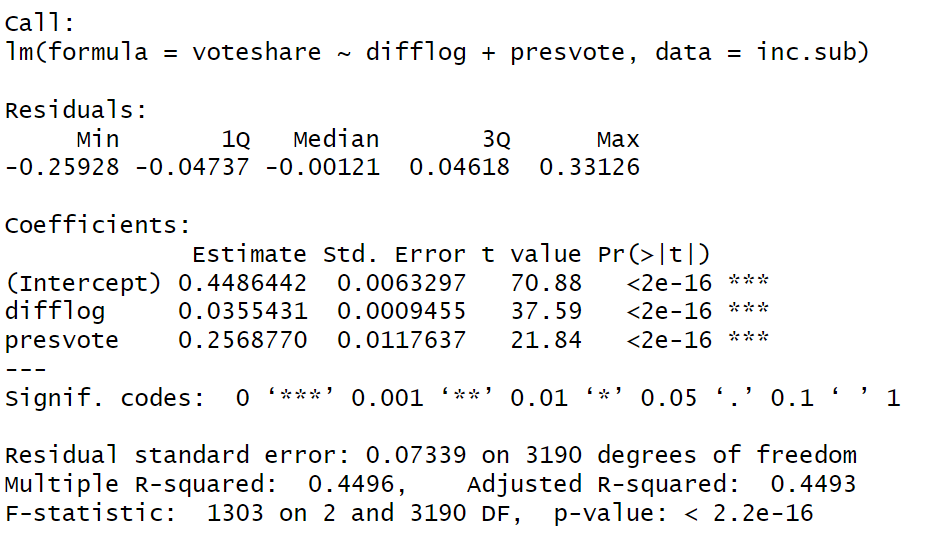 Call:
lm(formula = voteshare ~ difflog + presvote, data = inc.sub)
Residuals:
Min 1Q Median 3Q Max
-0.25928 -0.04737 -0.00121 0.04618 0.33126
Coefficients:
Estimate Std. Error t value Pr(>|t|)
(Intercept) 0.4486442 0.0063297 70.88 <2e-16 ***
difflog 0.0355431 0.0009455 37.59 <2e-16 ***
presvote 0.2568770 0.0117637 21.84 <2e-16 ***
---
Signif. codes: 0 ‘***’ 0.001 ‘**’ 0.01 ‘*’ 0.05 ‘.’ 0.1 ‘ ’ 1
Residual standard error: 0.07339 on 3190 degrees of freedom
Multiple R-squared: 0.4496, Adjusted R-squared: 0.4493
F-statistic: 1303 on 2 and 3190 DF, p-value: < 2.2e-16